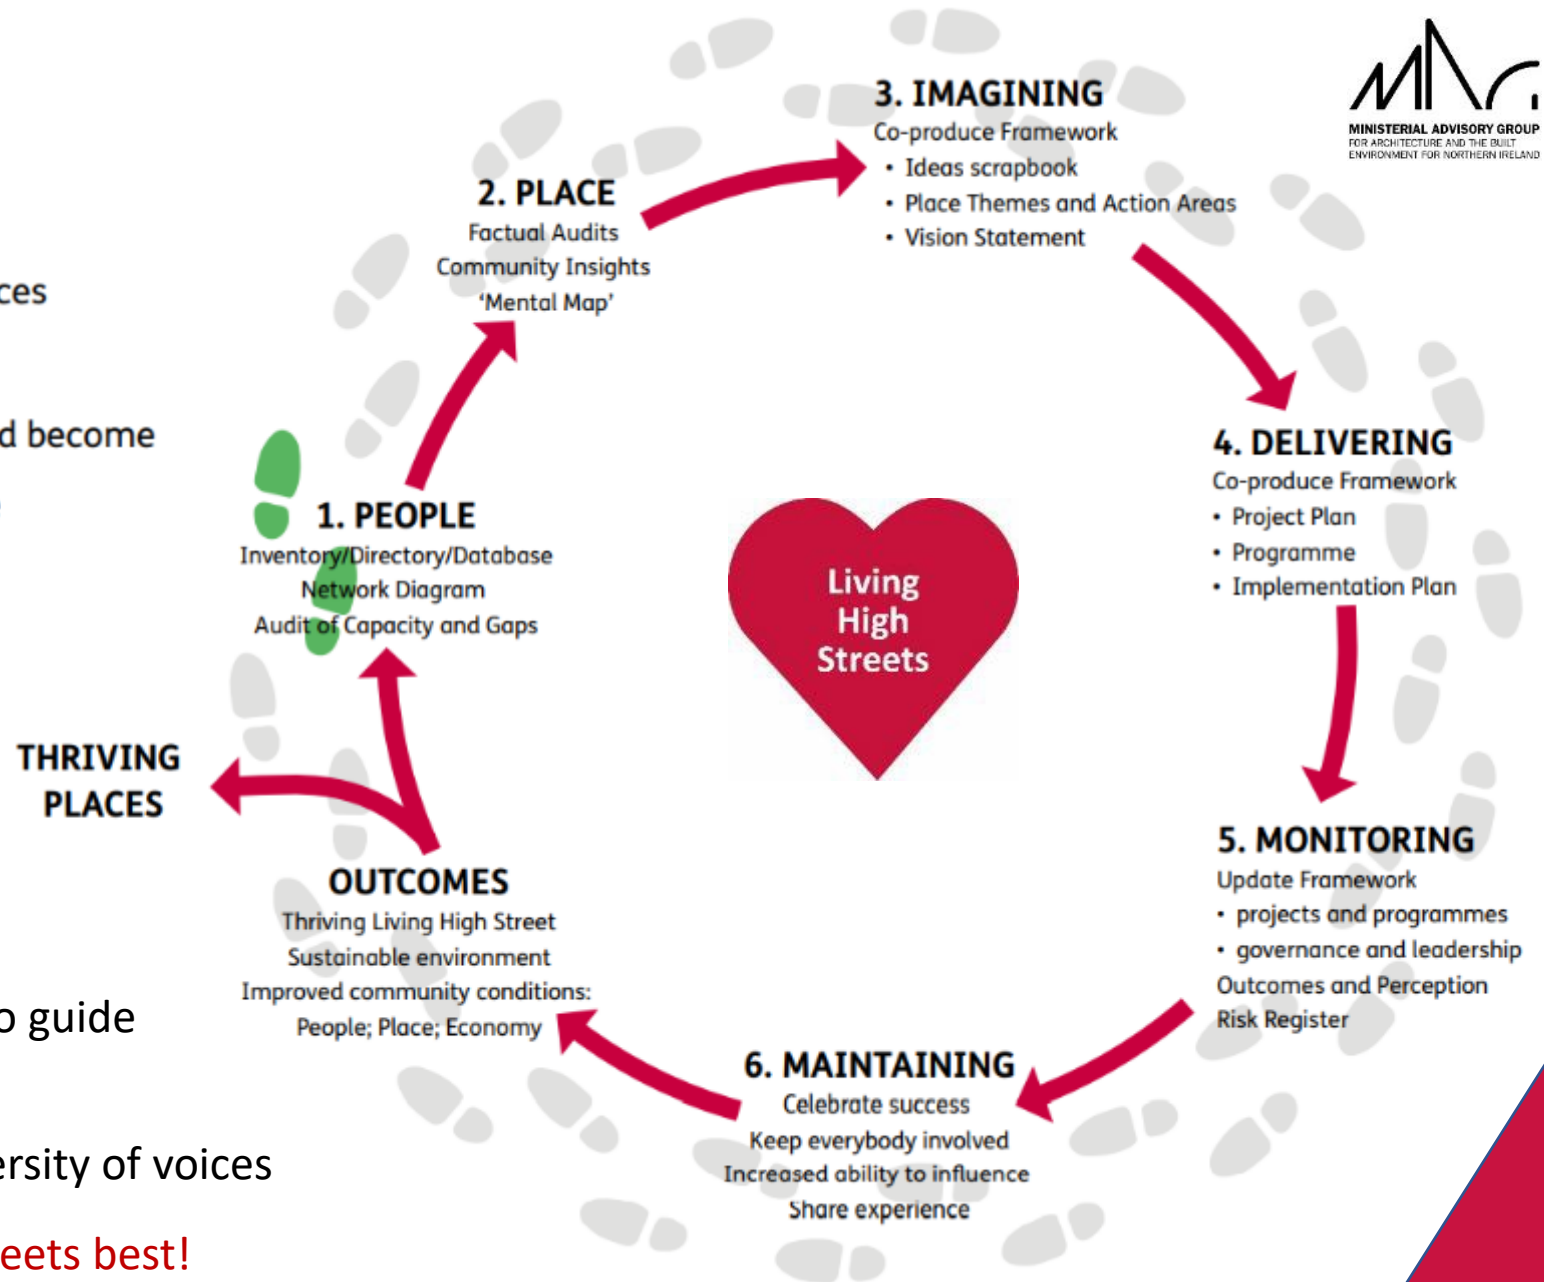 MAG
MINISTERIAL ADVISORY GROUP
FOR ARCHITECTURE AND THE BUILT
ENVIRONMENT FOR NORTHERN IRELAND
3. IMAGINING
Co-produce Framework
• Ideas scrapbook
• Place Themes and Action Areas
• Vision Statement
2. PLACE
Factual Audits
Community Insights
‘Mental Map’
ces
d become
4. DELIVERING
Co-produce Framework
• Project Plan
• Programme
• Implementation Plan
1. PEOPLE
Inventory/Directory/Database
Network Diagram
Audit of Capacity and Gaps
Living
High
Streets
THRIVING
PLACES
5. MONITORING
Update Framework
• projects and programmes
• governance and leadership
Outcomes and Perception
Risk Register
OUTCOMES
Thriving Living High Street
Sustainable environment
Improved community conditions:
People; Place; Economy
o guide
6. MAINTAINING
Celebrate success
Keep everybody involved
Increased ability to influence
Share experience
ersity of voices
eets best!